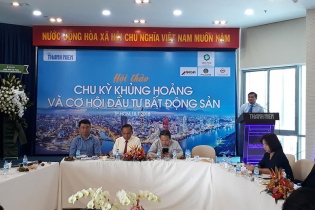 NƯỚC CỘNG HÒA XÃ HỘI CHỦ NGHĨA VIỆT NAM MUÔN NĂM
THANH NIÊN
Hội thảo
CHU KỲ KHỦNG HOẢNG
VÀ CƠ HỘI ĐẦU TƯ BẤT ĐỘNG SẢN
THANH NIÊN